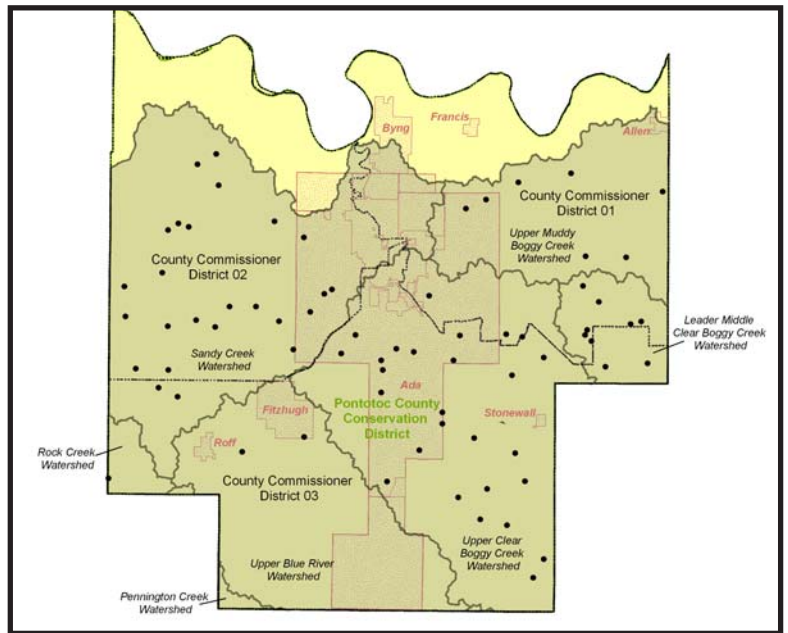 Byng
Francis
Allen
County Commissioner
District 01
Upper Muddy
Boggy Creek
Watershed
County Commissioner
District 02
Leader Middle
Clear Boggy Creek
Watershed
Sandy Creek
Watershed
Ada
Pontotoc County
Conservation
District
Fitzhugh
Stonewall
Roff
Rock Creek
Watershed
County Commissioner
District 03
Upper Clear
Boggy Creek
Watershed
Upper Blue River
Watershed
Pennington Creek
Watershed